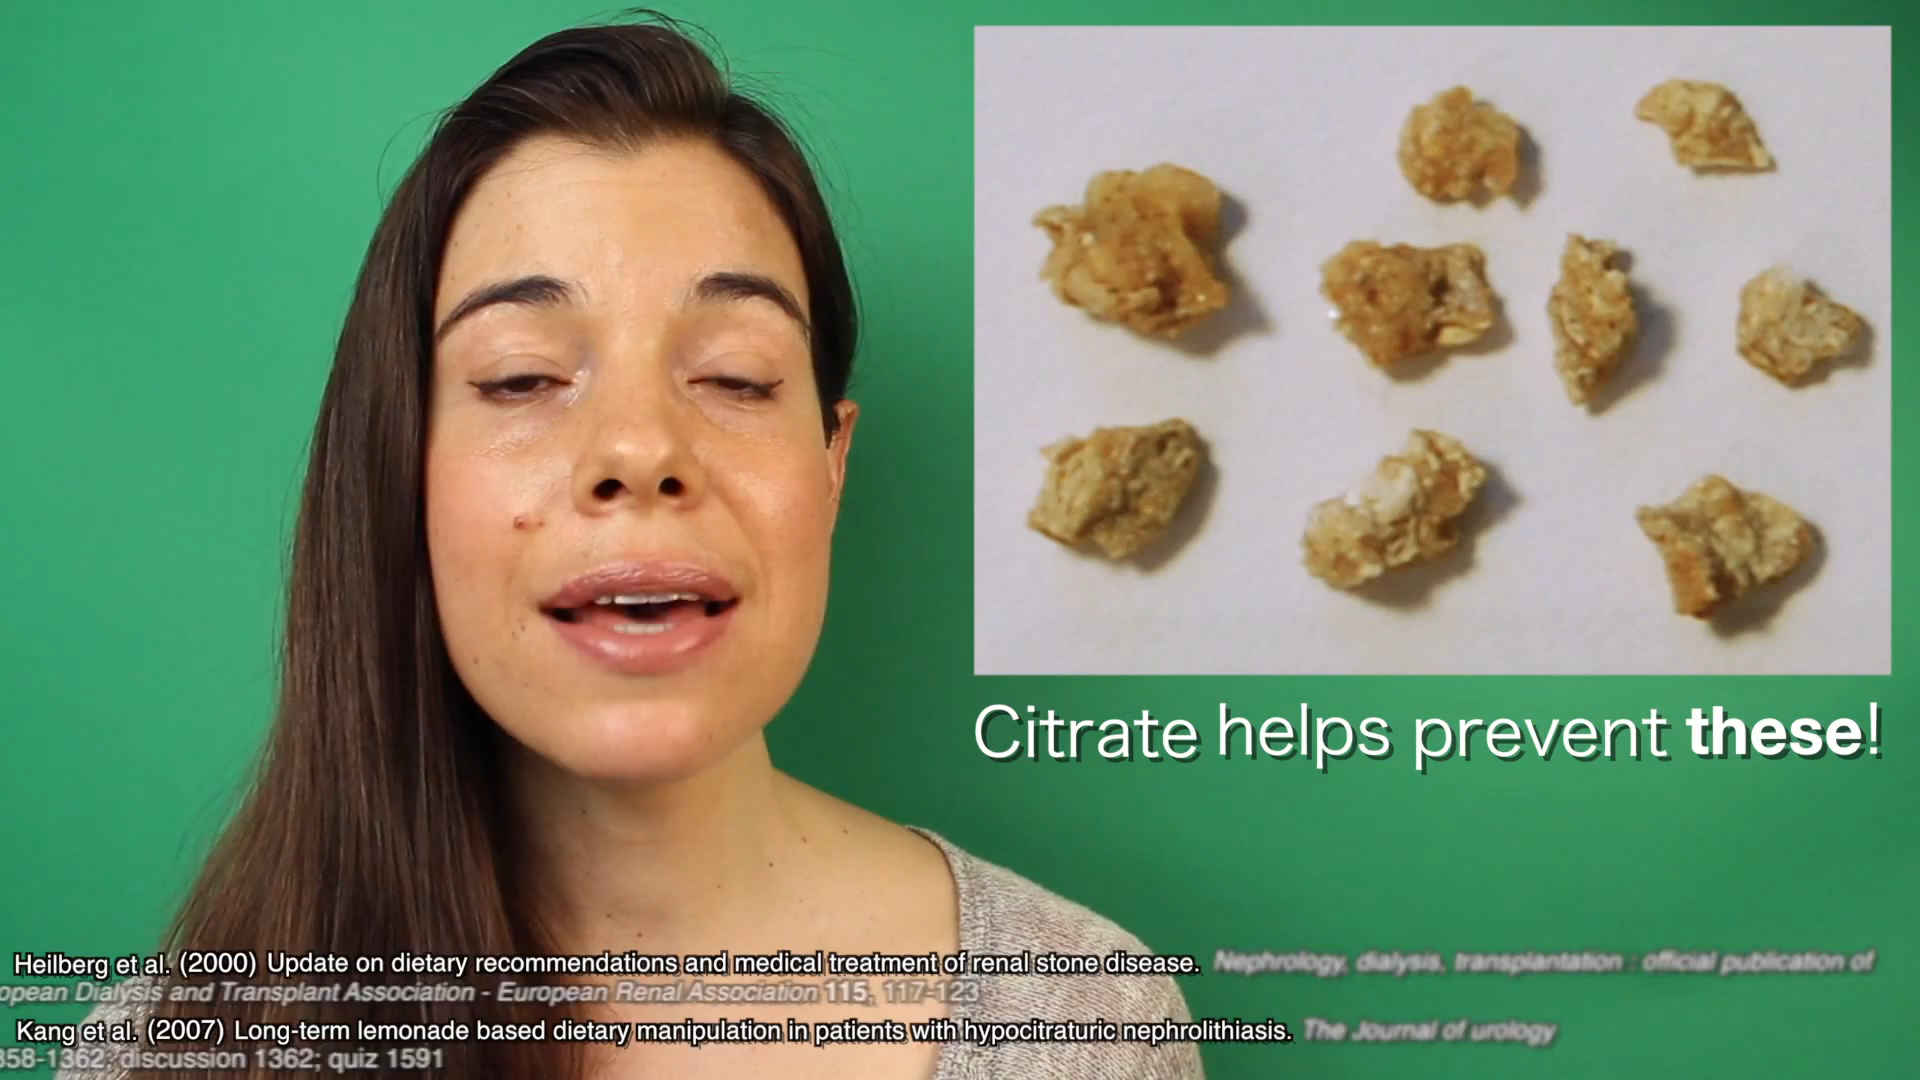 Citrate helps prevent these!
Heilberg et al. (2000) Update on dietary recommendations and medical treatment of renal stone disease. Nephrology, dialysis, transplantation : official publication of
opean Dialysis and Transplant Association - European Renal Association 115, 117-123
Kang et al. (2007) Long-term lemonade based dietary manipulation in patients with hypocitraturic nephrolithiasis. The Journal of urology
358-1362; discussion 1362; quiz 1591